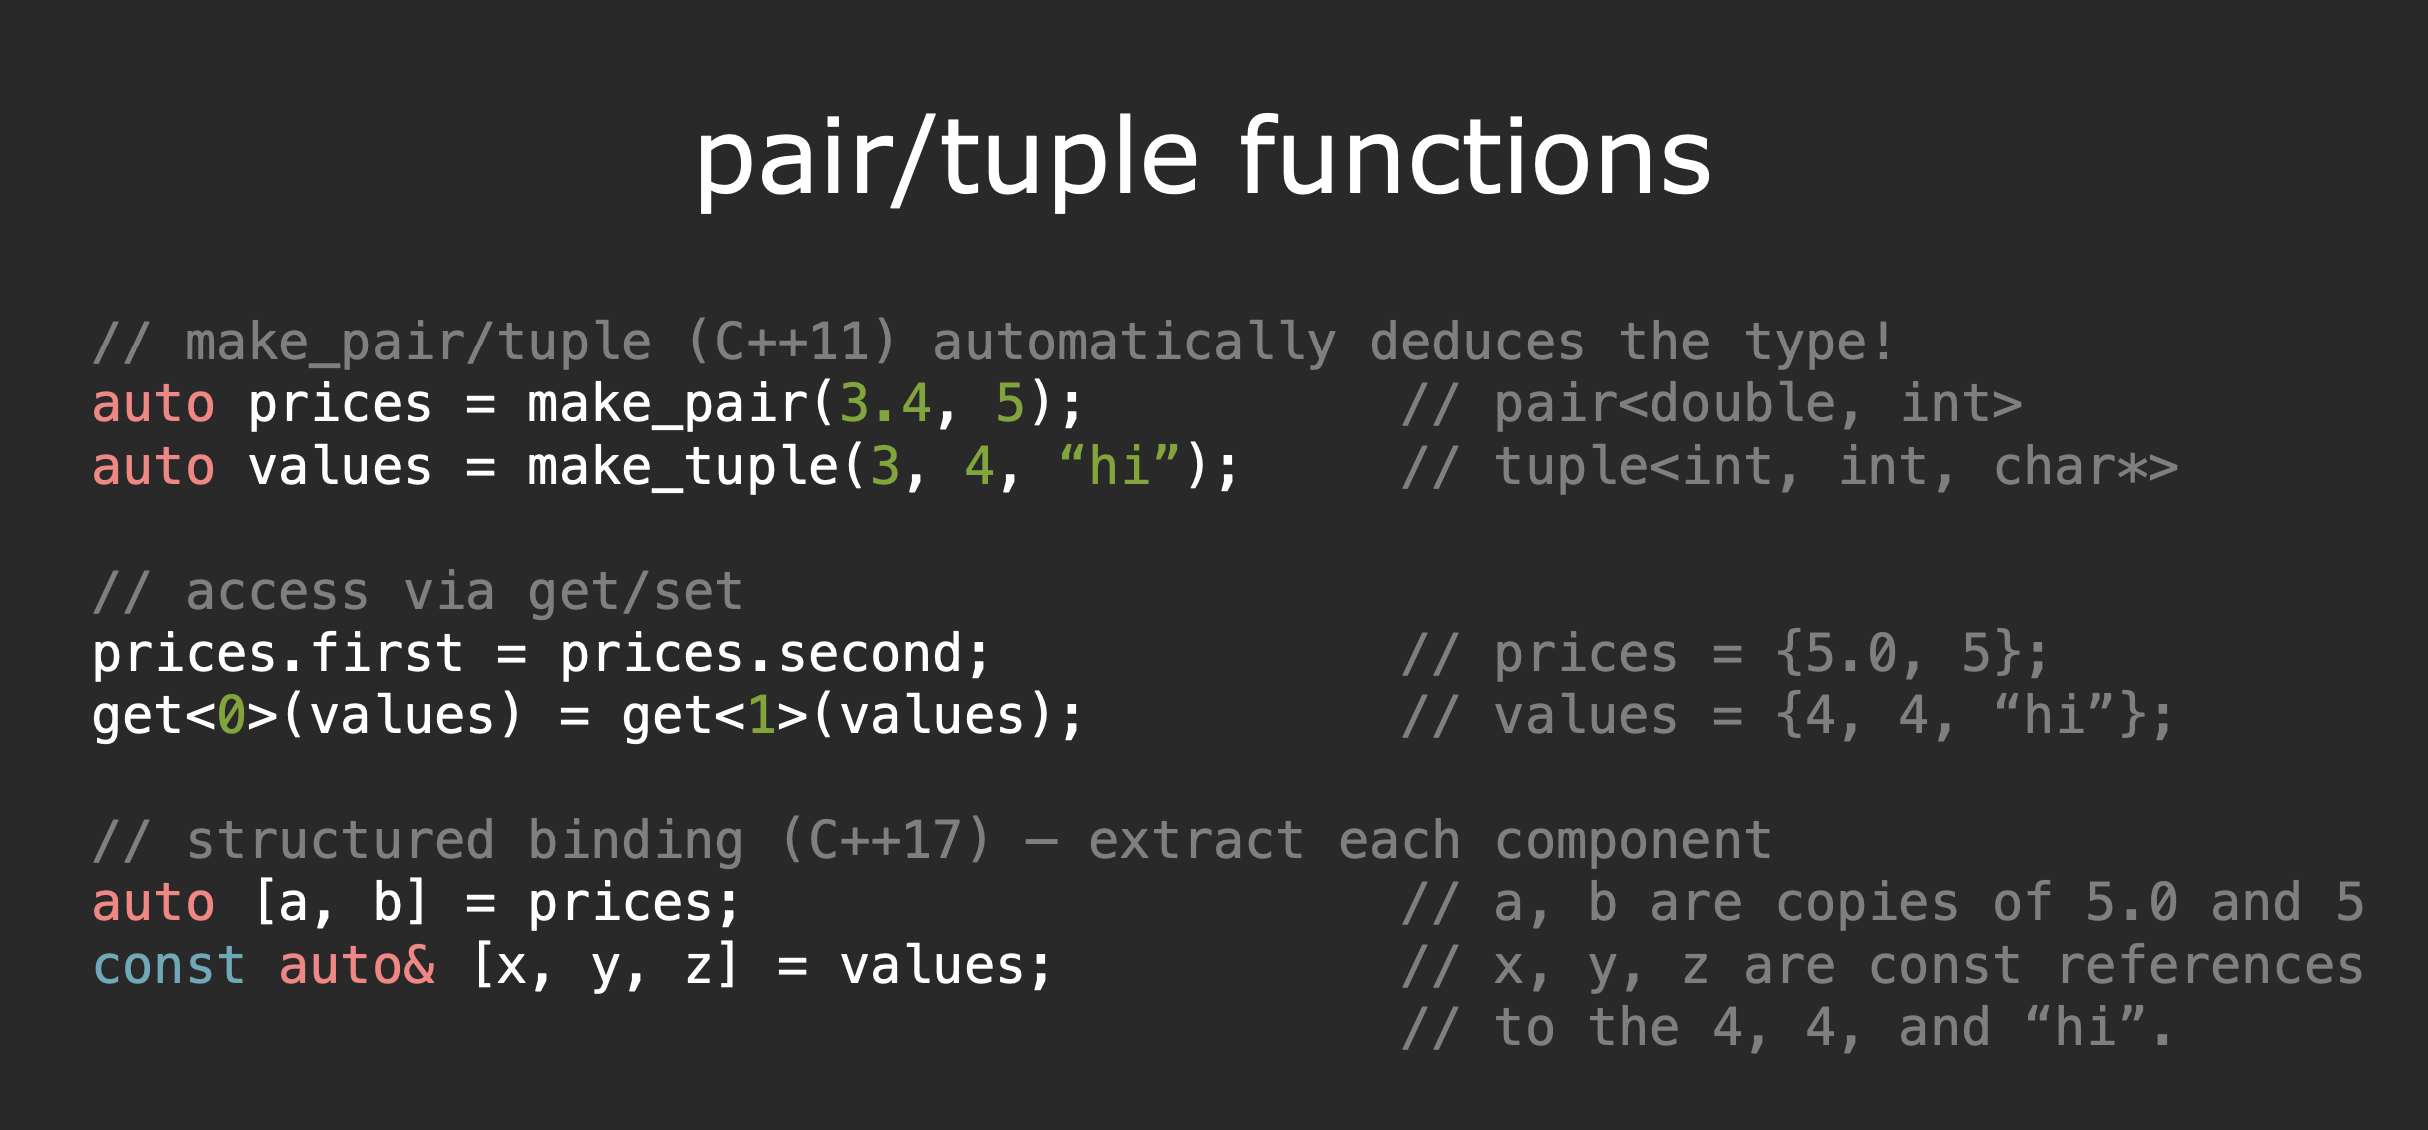 pair/tuple functions
// make_pair/tuple (C++11) automatically deduces the type!
auto prices = make_pair(3.4, 5); // pair<double, int>
auto values = make_tuple(3, 4, “hi”); // tuple<int, int, char*>
// access via get/set
prices.first = prices.second; // prices = {5.0, 5};
get<0>(values) = get<1>(values); // values = {4, 4, “hi”};
// structured binding (C++17) – extract each component
auto [a, b] = prices; // a, b are copies of 5.0 and 5
const auto& [x, y, z] = values; // x, y, z are const references
// to the 4, 4, and “hi”.